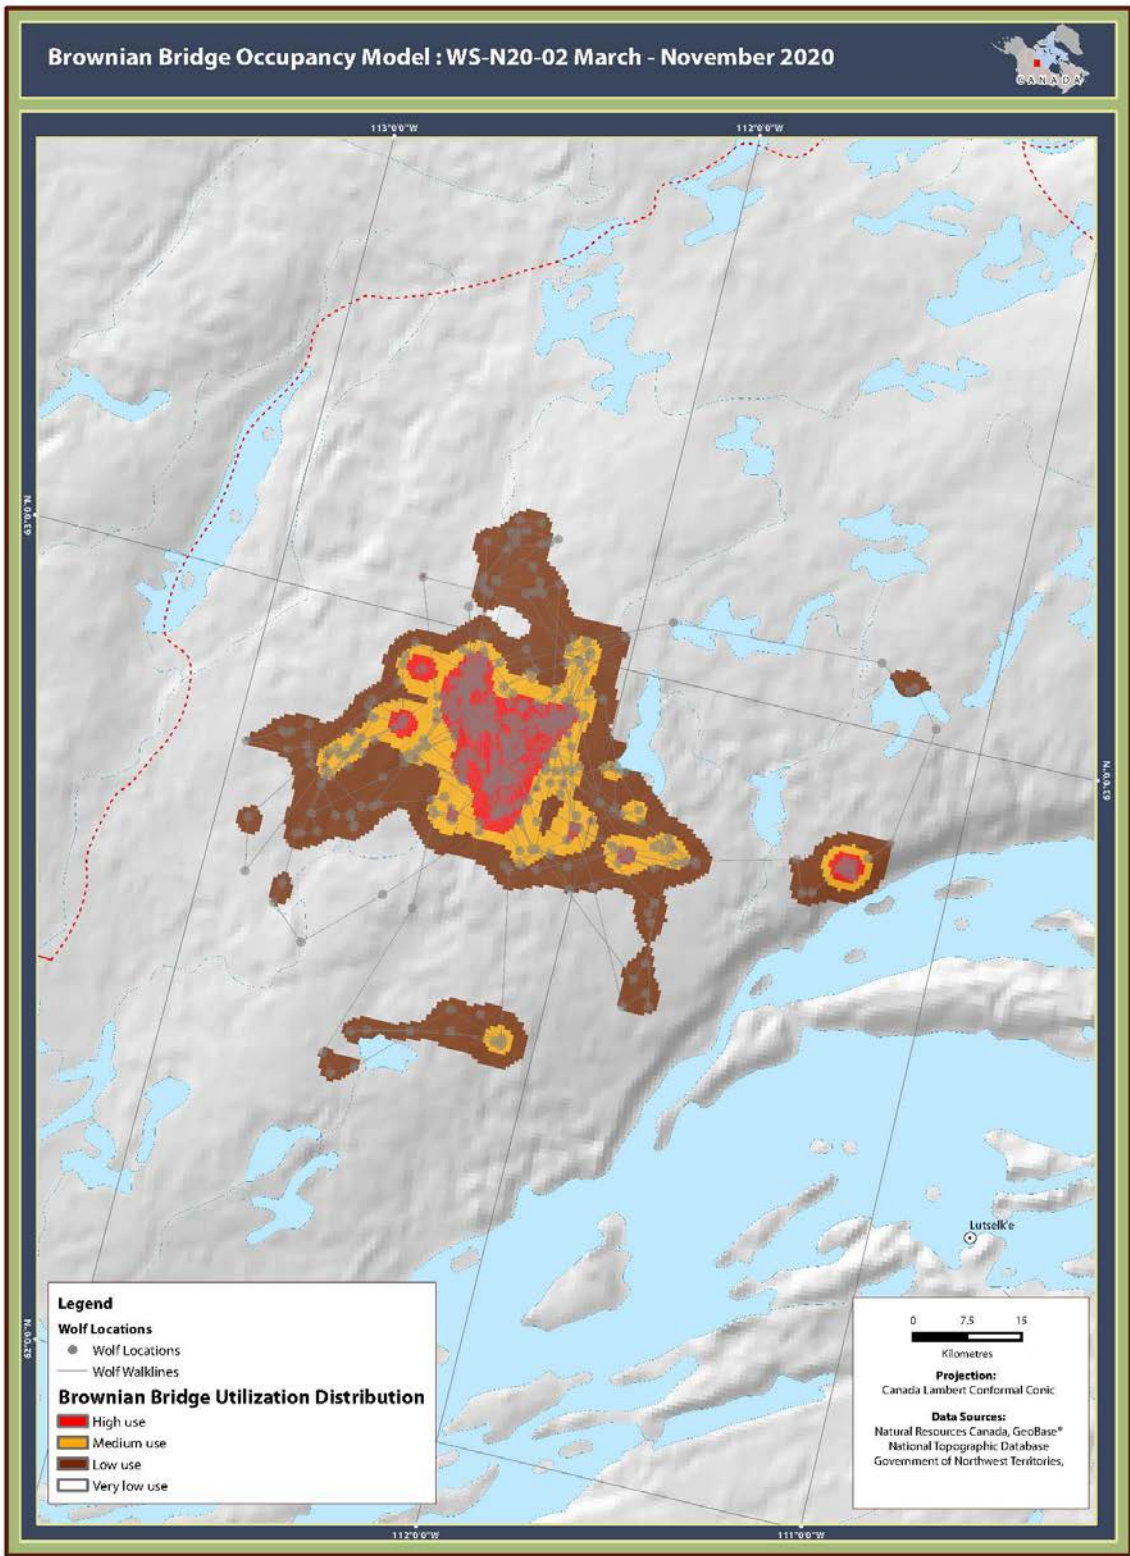 Brownian Bridge Occupancy Model : WS-N20-02 March - November 2020
CANADA
113°0'0"W
112°0'0"W
63°0'0"N
63°0'0"N
Lutselk'e
Legend
Wolf Locations
Wolf Locations
Wolf Walklines
Brownian Bridge Utilization Distribution
High use
Medium use
Low use
Very low use
62°0'0"N
0 7.5 15
Kilometres
Projection:
Canada Lambert Conformal Conic
Data Sources:
Natural Resources Canada, GeoBase®
National Topographic Database
Government of Northwest Territories,
112°0'0"W
111°0'0"W